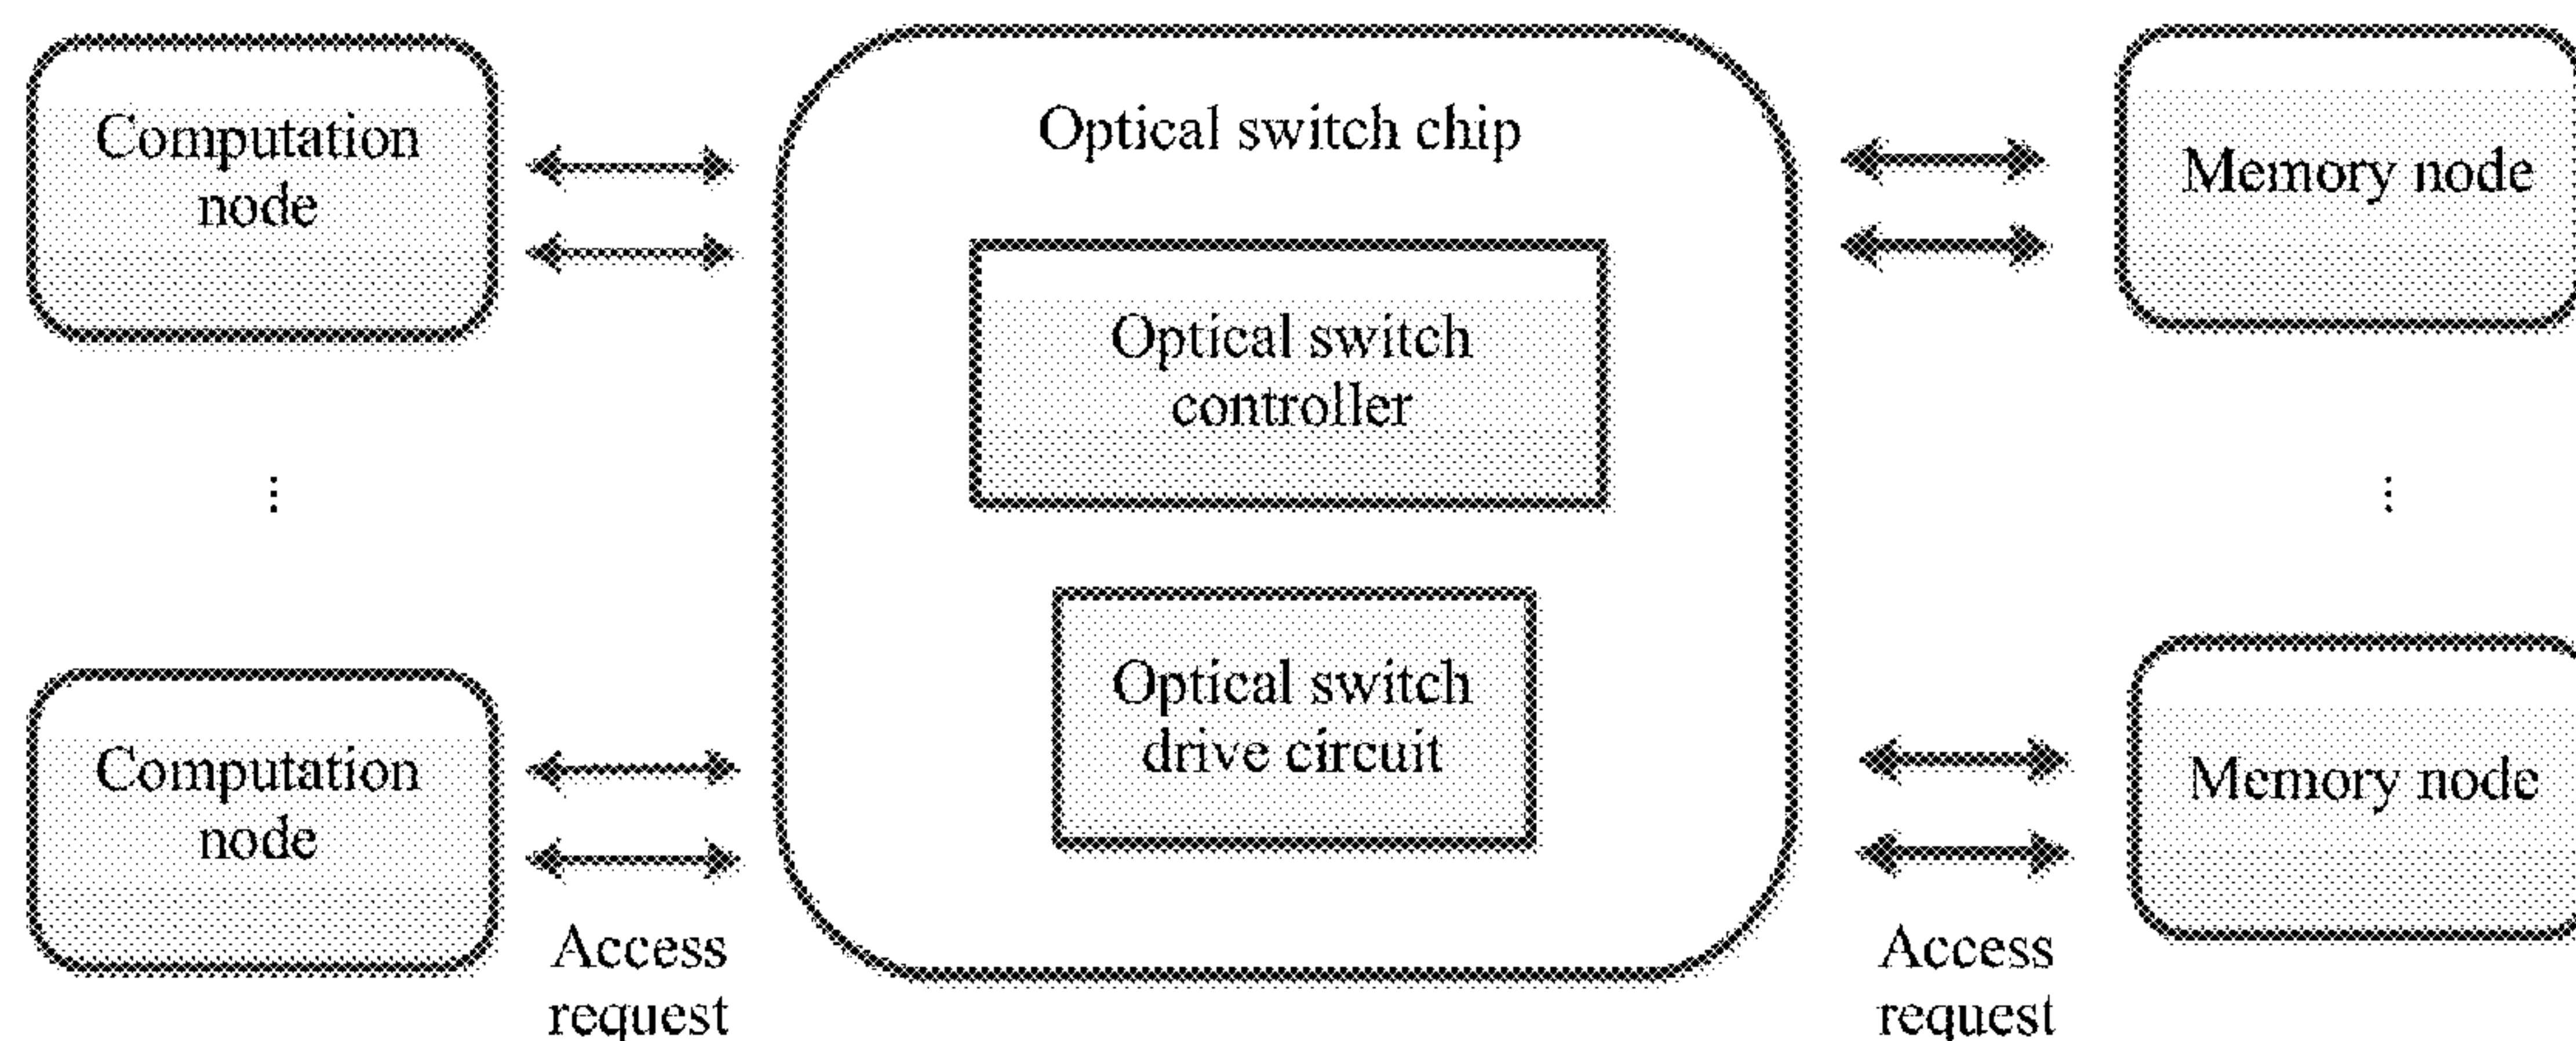 Computation
node
Optical switch chip
Memory node
Optical switch
controller
⋮
⋮
Computation
node
Optical switch
drive circuit
Memory node
Access
request
Access
request